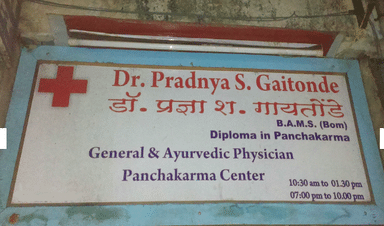 Dr. Pradnya S. Gaitonde
डॉ. प्रज्ञा श. गायतोंडे
B.A.M.S. (Bom)
Diploma in Panchakarma
General & Ayurvedic Physician
Panchakarma Center
10:30 am to 01.30 pm
07:00 pm to 10.00 pm